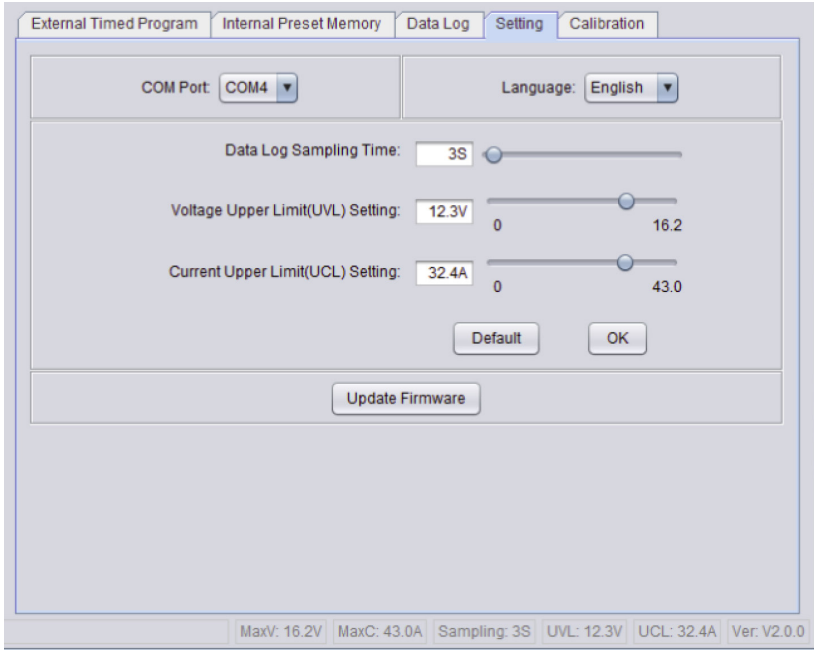 External Timed Program Internal Preset Memory Data Log Setting Calibration
COM Port: COM4 Language: English
Data Log Sampling Time: 3S
Voltage Upper Limit(UVL) Setting: 12.3V
0 16.2
Current Upper Limit(UCL) Setting: 32.4A
0 43.0
Default OK
Update Firmware
MaxV: 16.2V MaxC: 43.0A Sampling: 3S UVL: 12.3V UCL: 32.4A Ver: V2.0.0